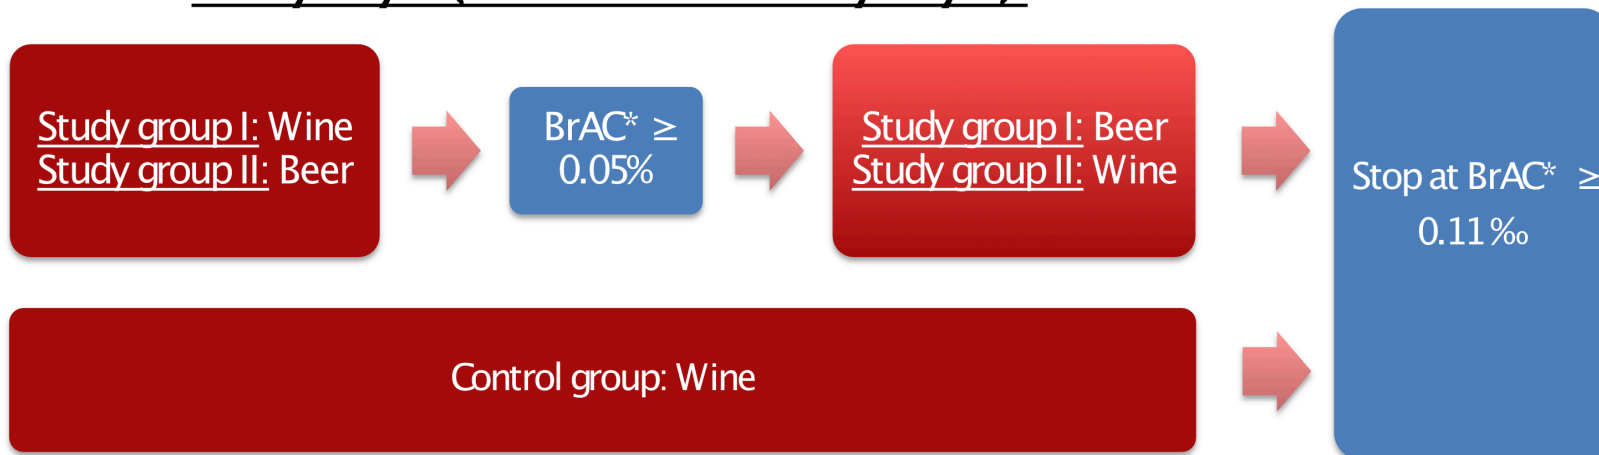 Study group I: Wine
Study group II: Beer
BrAC* ≥
0.05%
Study group I: Beer
Study group II: Wine
Stop at BrAC* ≥
0.11‰
Control group: Wine